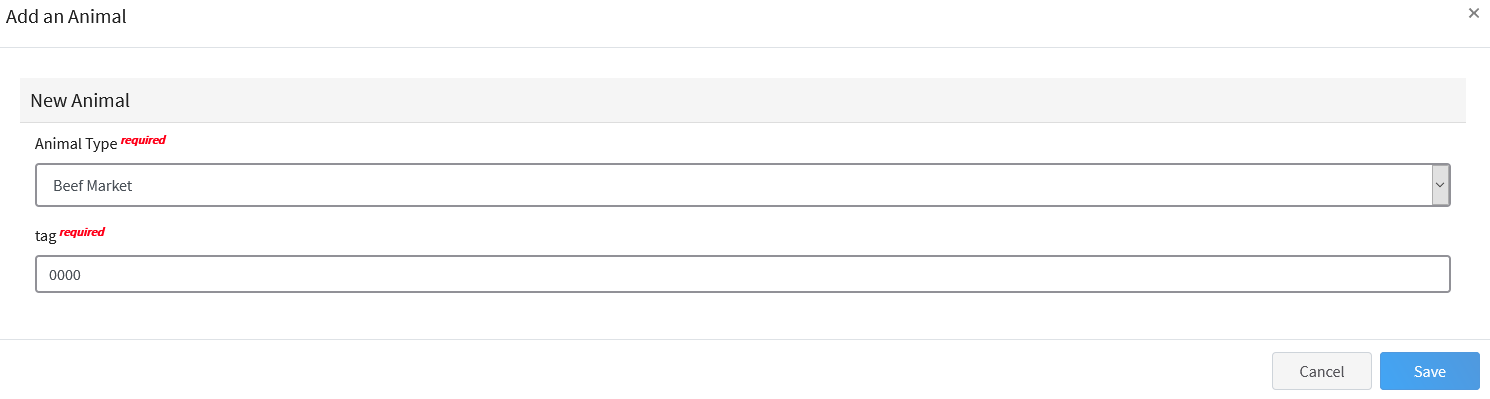 Add an Animal
×
New Animal
Animal Type required
Beef Market
tag required
0000
Cancel Save